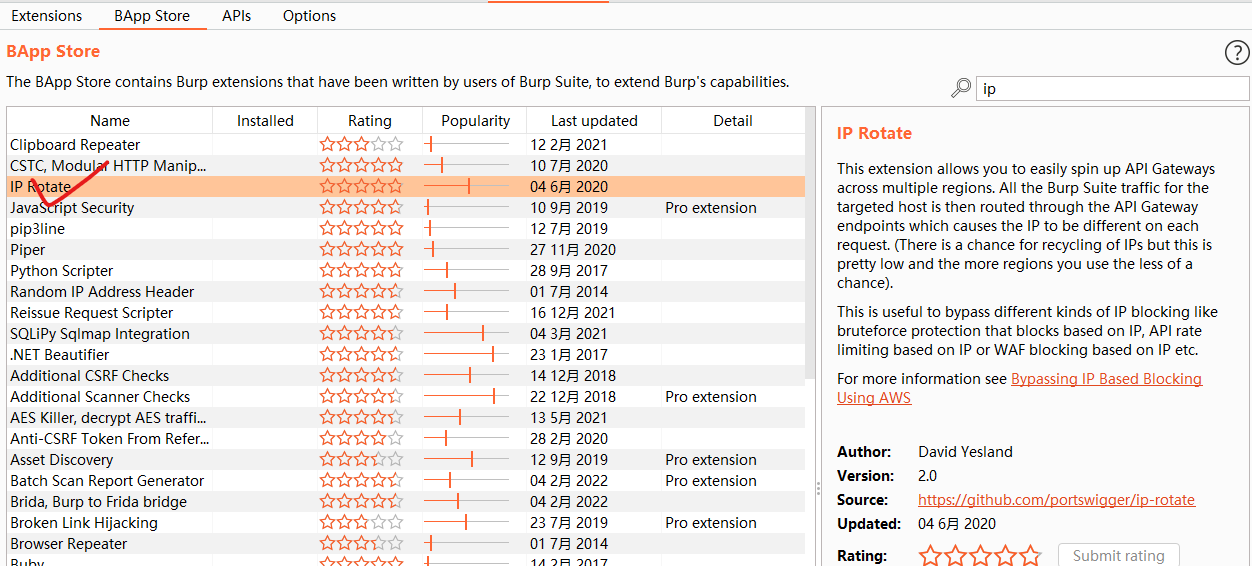 Extensions BApp Store APIs Options
BApp Store
The BApp Store contains Burp extensions that have been written by users of Burp Suite, to extend Burp's capabilities.
ip
Name Installed Rating Popularity Last updated Detail
Clipboard Repeater 12 2月 2021
CSTC, Modular HTTP Manip... 10 7月 2020
IP Rotate 04 6月 2020
JavaScript Security 10 9月 2019 Pro extension
pip3line 12 7月 2019
Piper 27 11月 2020
Python Scripter 28 9月 2017
Random IP Address Header 01 7月 2014
Reissue Request Scripter 16 12月 2021
SQLiPy Sqlmap Integration 04 3月 2021
.NET Beautifier 23 1月 2017
Additional CSRF Checks 14 12月 2018
Additional Scanner Checks 22 12月 2018 Pro extension
AES Killer, decrypt AES traffi... 13 5月 2021
Anti-CSRF Token From Refer... 28 2月 2020
Asset Discovery 12 9月 2019 Pro extension
Batch Scan Report Generator 04 2月 2022 Pro extension
Brida, Burp to Frida bridge 04 2月 2022
Broken Link Hijacking 23 7月 2019 Pro extension
Browser Repeater 01 7月 2014
Buby 14 2月 2017
IP Rotate
This extension allows you to easily spin up API Gateways
across multiple regions. All the Burp Suite traffic for the
targeted host is then routed through the API Gateway
endpoints which causes the IP to be different on each
request. (There is a chance for recycling of IPs but this is
pretty low and the more regions you use the less of a
chance).
This is useful to bypass different kinds of IP blocking like
bruteforce protection that blocks based on IP, API rate
limiting based on IP or WAF blocking based on IP etc.
For more information see Bypassing IP Based Blocking
Using AWS
Author: David Yesland
Version: 2.0
Source: https://github.com/portswigger/ip-rotate
Updated: 04 6月 2020
Rating: Submit rating